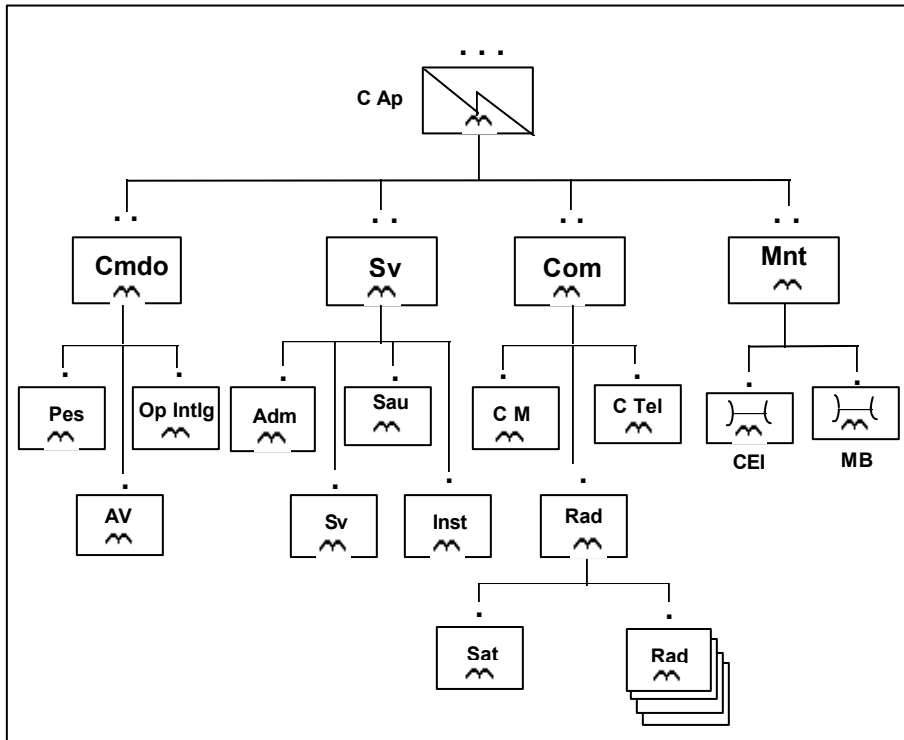 C Ap
Cmdo
Sv
Com
Mnt
Pes
Op Intlg
Adm
Sau
C M
C Tel
CEI
MB
AV
Sv
Inst
Rad
Sat
Rad